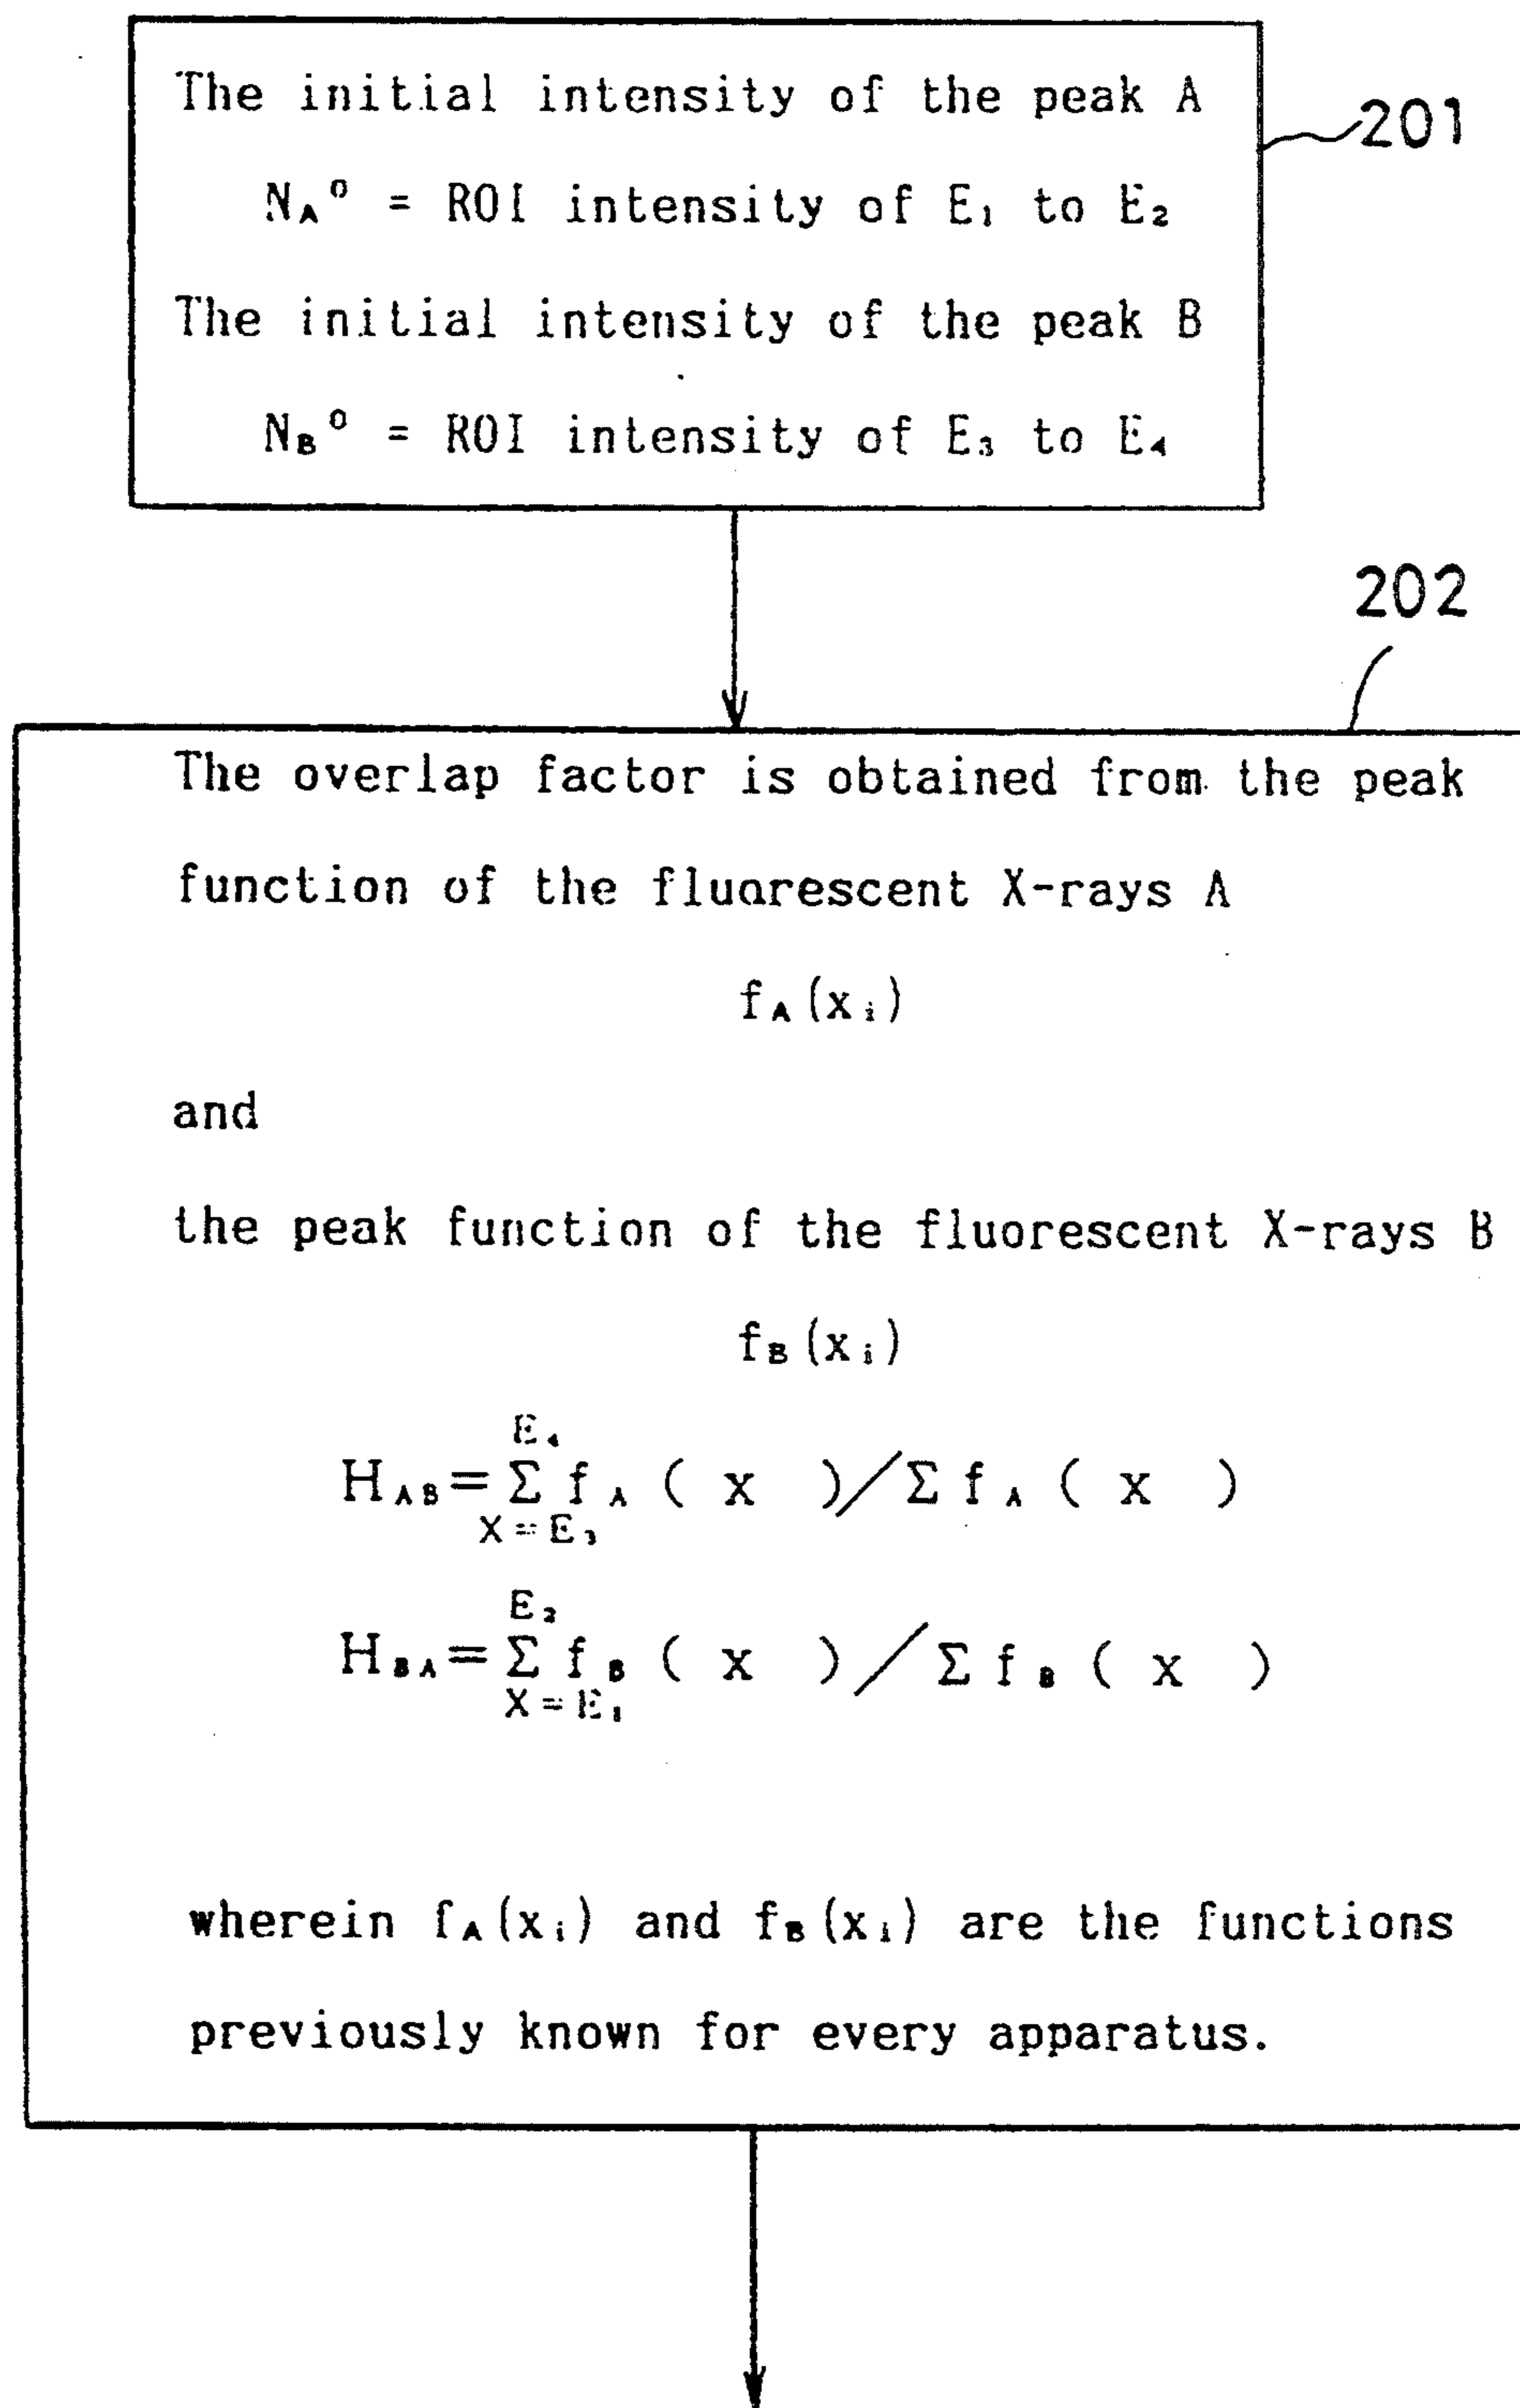 The initial intensity of the peak A
201
N_A⁰ = ROI intensity of E₁ to E₂
The initial intensity of the peak B
N_B⁰ = ROI intensity of E₃ to E₄
202
The overlap factor is obtained from the peak
function of the fluorescent X-rays A
f_A(x_i)
and
the peak function of the fluorescent X-rays B
f_B(x_i)
E₄
H_AB = Σ f_A ( x ) / Σ f_A ( x )
X = E₃
E₂
H_BA = Σ f_B ( x ) / Σ f_B ( x )
X = E₁
wherein f_A(x_i) and f_B(x_i) are the functions
previously known for every apparatus.